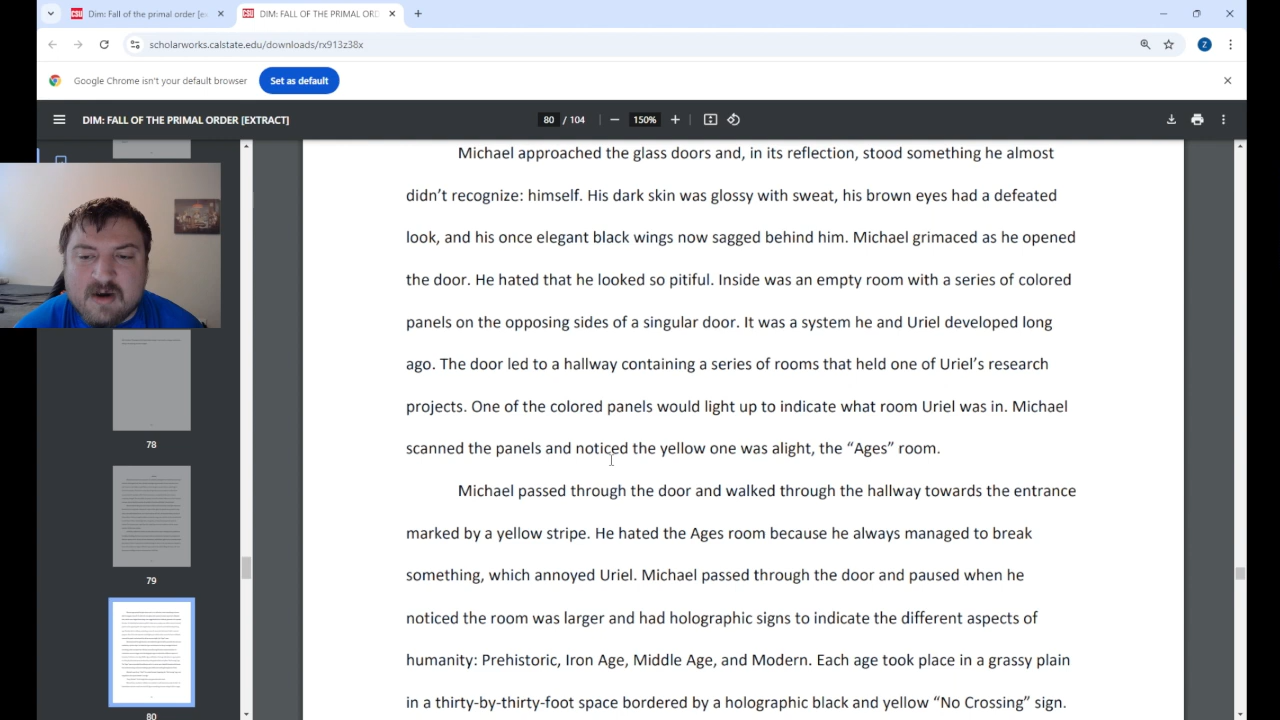 DIM: Fall of the primal order [ex
DIM: FALL OF THE PRIMAL ORD
scholarworks.calstate.edu/downloads/rx913z38x
Z
Google Chrome isn't your default browser
Set as default
DIM: FALL OF THE PRIMAL ORDER [EXTRACT]
80 / 104
150%
Michael approached the glass doors and, in its reflection, stood something he almost
didn't recognize: himself. His dark skin was glossy with sweat, his brown eyes had a defeated
look, and his once elegant black wings now sagged behind him. Michael grimaced as he opened
the door. He hated that he looked so pitiful. Inside was an empty room with a series of colored
panels on the opposing sides of a singular door. It was a system he and Uriel developed long
ago. The door led to a hallway containing a series of rooms that held one of Uriel's research
projects. One of the colored panels would light up to indicate what room Uriel was in. Michael
scanned the panels and noticed the yellow one was alight, the “Ages” room.
Michael passed through the door and walked through the hallway towards the entrance
marked by a yellow stripe. He hated the Ages room because he always managed to break
something, which annoyed Uriel. Michael passed through the door and paused when he
noticed the room was larger and had holographic signs to indicate the different aspects of
humanity: Prehistory, Iron Age, Middle Age, and Modern. Each age took place in a grassy plain
in a thirty-by-thirty-foot space bordered by a holographic black and yellow “No Crossing” sign.
78
79
80